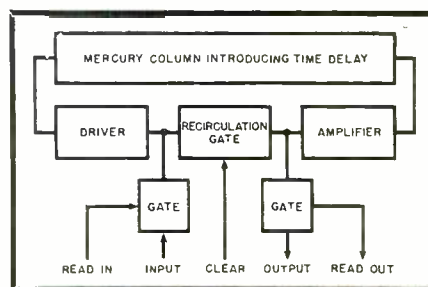 MERCURY COLUMN INTRODUCING TIME DELAY
DRIVER
RECIRCULATION
GATE
AMPLIFIER
GATE
GATE
READ IN
INPUT
CLEAR
OUTPUT
READ OUT